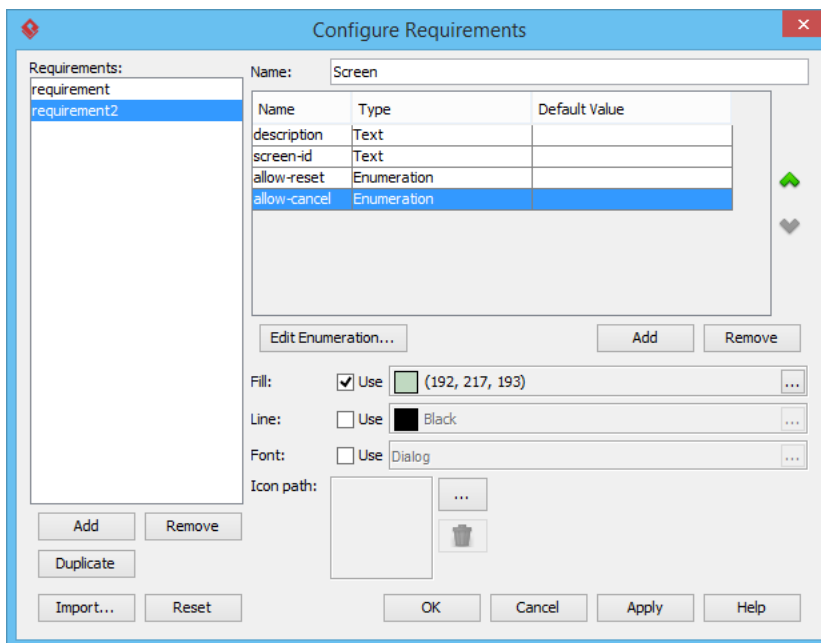 Configure Requirements
Requirements:
requirement
requirement2
Name: Screen
Name Type Default Value
description Text
screen-id Text
allow-reset Enumeration
allow-cancel Enumeration
Edit Enumeration... Add Remove
Fill: Use (192, 217, 193) ...
Line: Use Black ...
Font: Use Dialog ...
Icon path: ...
Add Remove
Duplicate
Import... Reset OK Cancel Apply Help